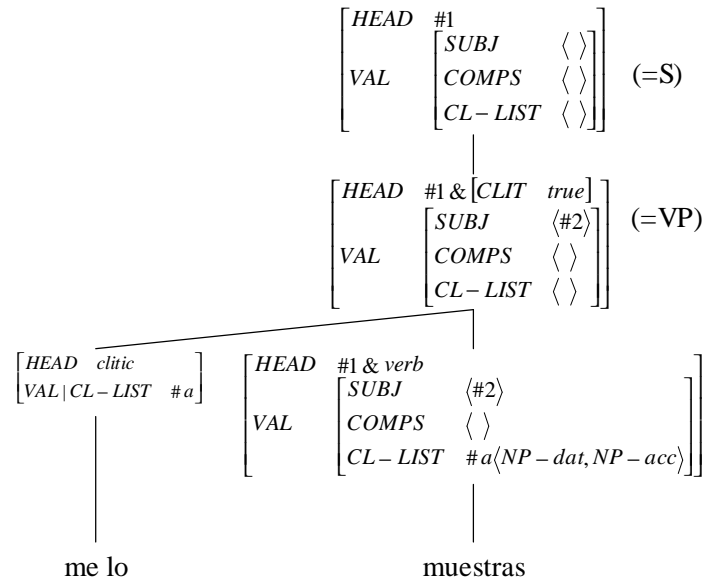 HEAD #1
SUBJ ⟨ ⟩
VAL COMPS ⟨ ⟩ (=S)
CL-LIST ⟨ ⟩
HEAD #1 & [CLIT true]
SUBJ ⟨#2⟩ (=VP)
VAL COMPS ⟨ ⟩
CL-LIST ⟨ ⟩
HEAD clitic
VAL | CL-LIST #a
HEAD #1 & verb
SUBJ ⟨#2⟩
VAL COMPS ⟨ ⟩
CL-LIST #a⟨NP-dat, NP-acc⟩
me lo muestras